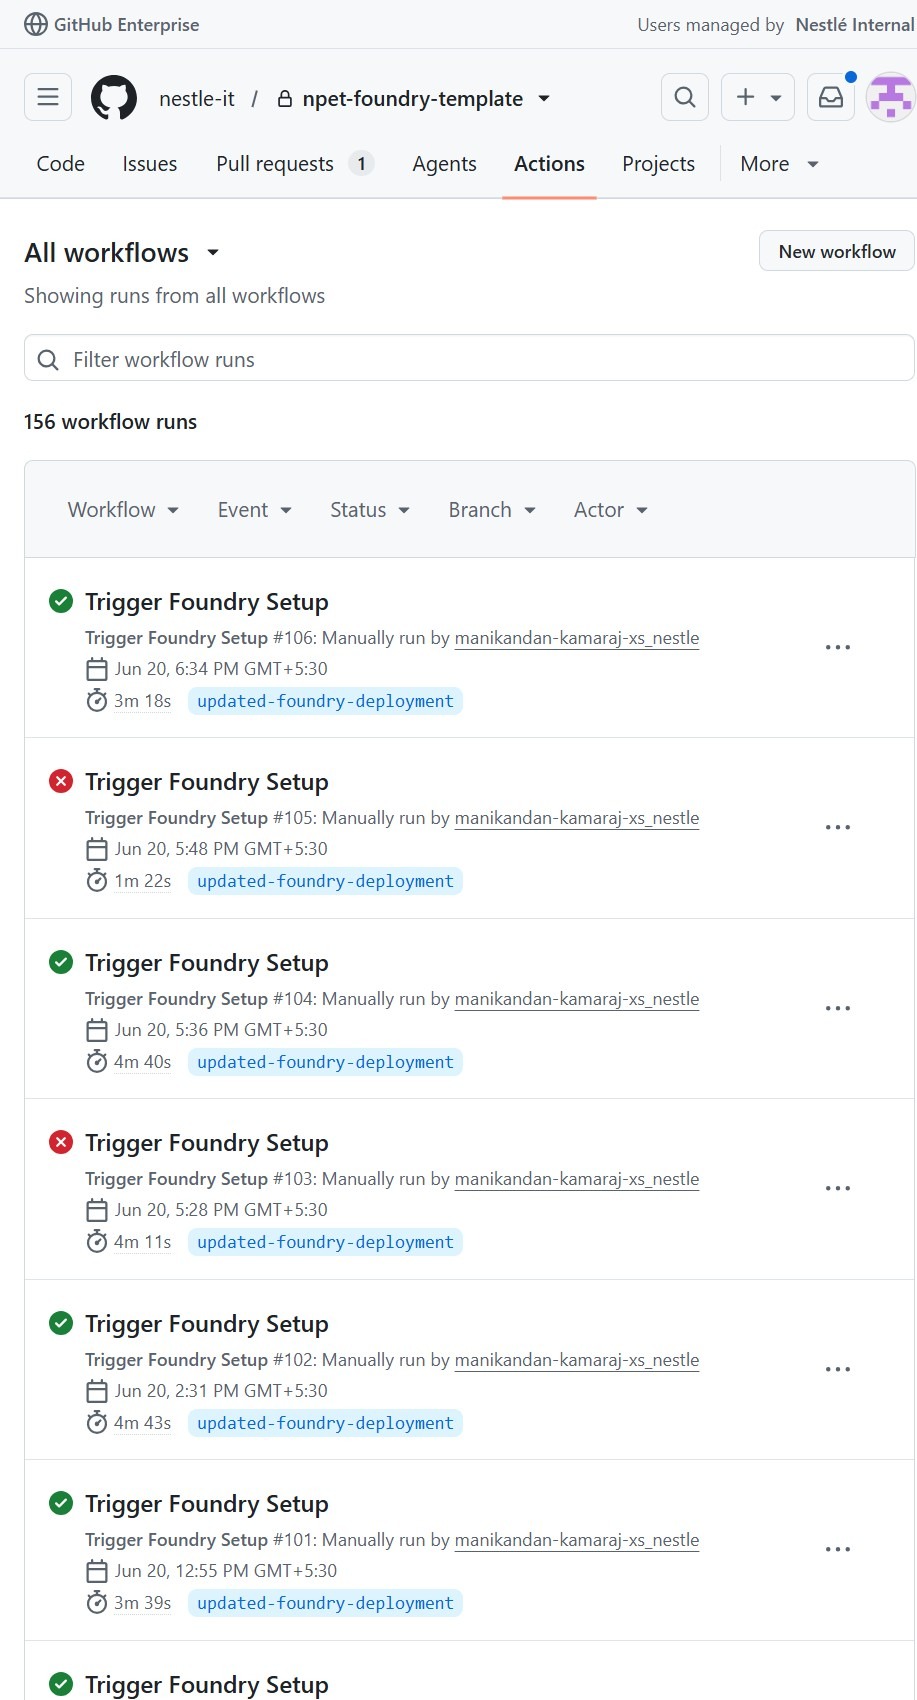 GitHub Enterprise Users managed by Nestlé Internal
nestle-it / npet-foundry-template
Code Issues Pull requests 1 Agents Actions Projects More
All workflows New workflow
Showing runs from all workflows
Filter workflow runs
156 workflow runs
Workflow Event Status Branch Actor
Trigger Foundry Setup
Trigger Foundry Setup #106: Manually run by manikandan-kamaraj-xs_nestle
Jun 20, 6:34 PM GMT+5:30
3m 18s updated-foundry-deployment
Trigger Foundry Setup
Trigger Foundry Setup #105: Manually run by manikandan-kamaraj-xs_nestle
Jun 20, 5:48 PM GMT+5:30
1m 22s updated-foundry-deployment
Trigger Foundry Setup
Trigger Foundry Setup #104: Manually run by manikandan-kamaraj-xs_nestle
Jun 20, 5:36 PM GMT+5:30
4m 40s updated-foundry-deployment
Trigger Foundry Setup
Trigger Foundry Setup #103: Manually run by manikandan-kamaraj-xs_nestle
Jun 20, 5:28 PM GMT+5:30
4m 11s updated-foundry-deployment
Trigger Foundry Setup
Trigger Foundry Setup #102: Manually run by manikandan-kamaraj-xs_nestle
Jun 20, 2:31 PM GMT+5:30
4m 43s updated-foundry-deployment
Trigger Foundry Setup
Trigger Foundry Setup #101: Manually run by manikandan-kamaraj-xs_nestle
Jun 20, 12:55 PM GMT+5:30
3m 39s updated-foundry-deployment
Trigger Foundry Setup